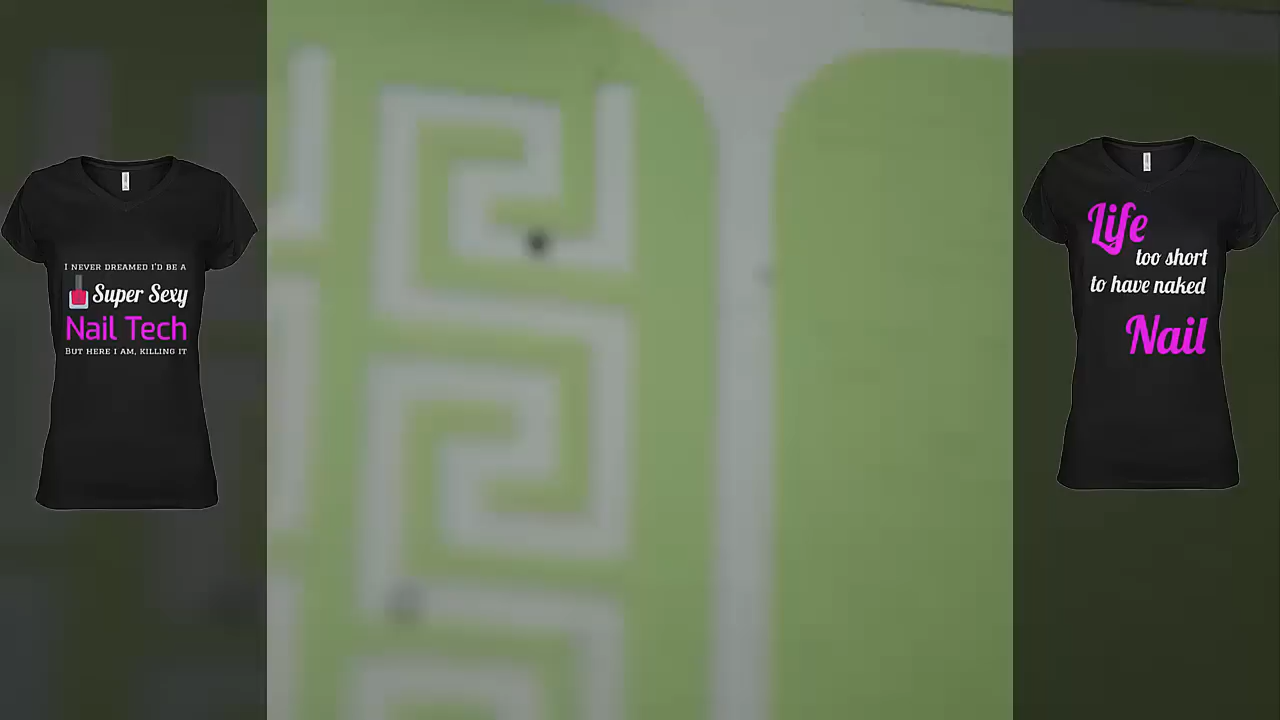 I NEVER DREAMED I'D BE A
Super Sexy
Nail Tech
BUT HERE I AM, KILLING IT
Life
too short
to have naked
Nail